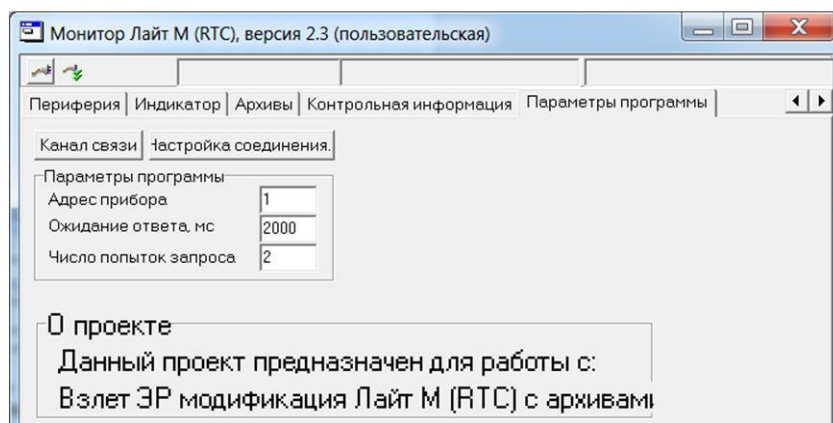 Монитор Лайт М (RTC), версия 2.3 (пользовательская)
Периферия Индикатор Архивы Контрольная информация Параметры программы
Канал связи Настройка соединения.
Параметры программы
Адрес прибора 1
Ожидание ответа, мс 2000
Число попыток запроса 2
О проекте
Данный проект предназначен для работы с:
Взлет ЭР модификация Лайт М (RTC) с архивами